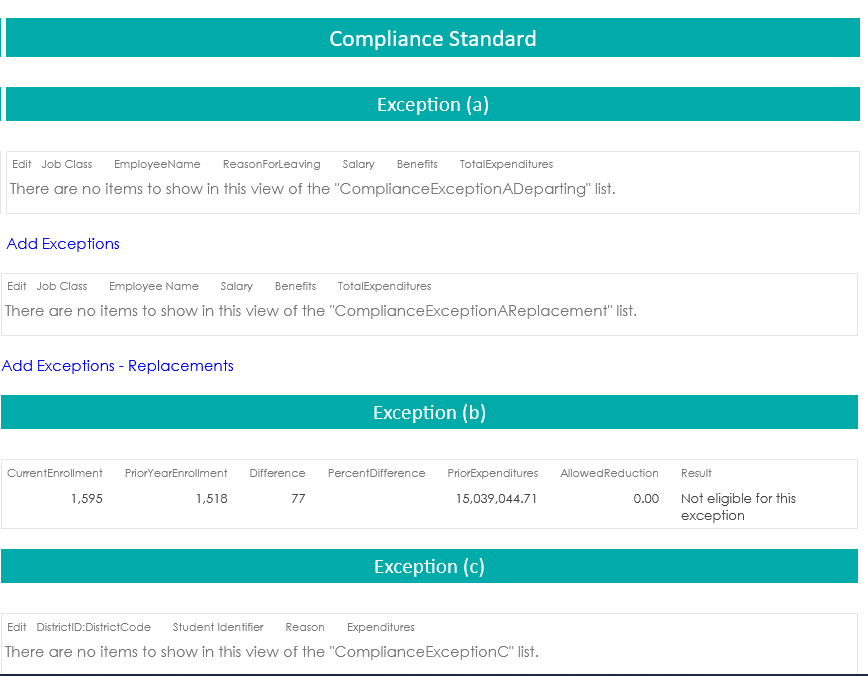 Compliance Standard
Exception (a)
Edit Job Class EmployeeName ReasonForLeaving Salary Benefits TotalExpenditures
There are no items to show in this view of the "ComplianceExceptionADeparting" list.
Add Exceptions
Edit Job Class Employee Name Salary Benefits TotalExpenditures
There are no items to show in this view of the "ComplianceExceptionAReplacement" list.
Add Exceptions - Replacements
Exception (b)
CurrentEnrollment PriorYearEnrollment Difference PercentDifference PriorExpenditures AllowedReduction Result
1,595 1,518 77 15,039,044.71 0.00 Not eligible for this
exception
Exception (c)
Edit DistrictID:DistrictCode Student Identifier Reason Expenditures
There are no items to show in this view of the "ComplianceExceptionC" list.